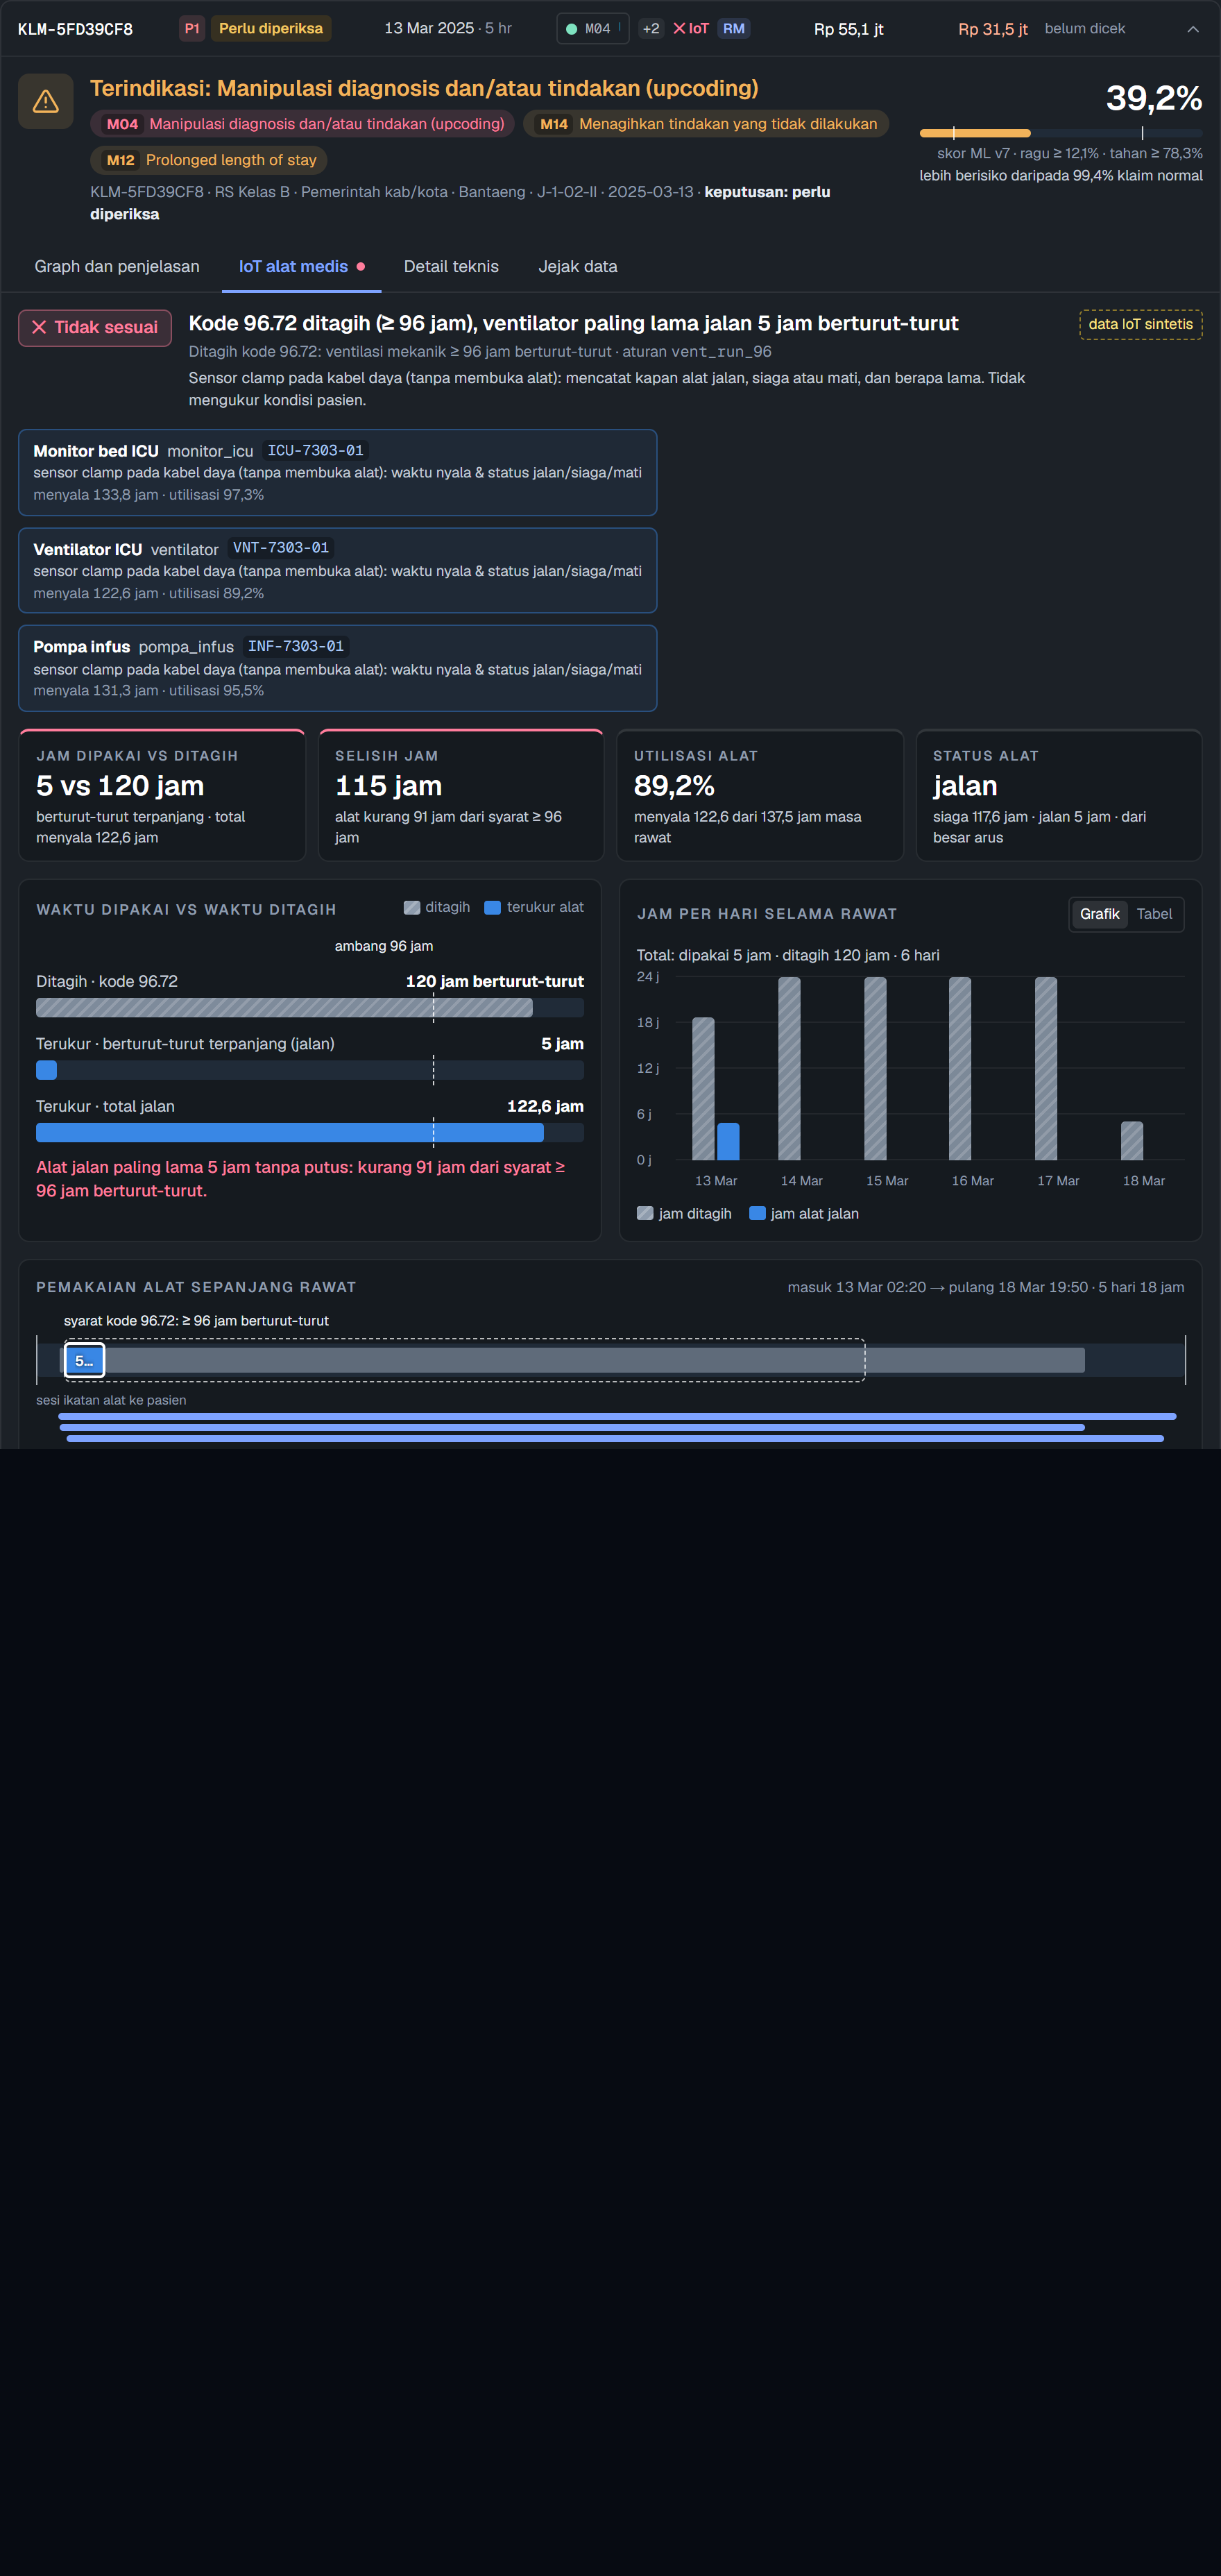 KLM-5FD39CF8 P1 Perlu diperiksa 13 Mar 2025 · 5 hr M04 +2 IoT RM Rp 55,1 jt Rp 31,5 jt belum dicek
Terindikasi: Manipulasi diagnosis dan/atau tindakan (upcoding)
M04 Manipulasi diagnosis dan/atau tindakan (upcoding) M14 Menagihkan tindakan yang tidak dilakukan
M12 Prolonged length of stay
KLM-5FD39CF8 · RS Kelas B · Pemerintah kab/kota · Bantaeng · J-1-02-II · 2025-03-13 · keputusan: perlu
diperiksa
39,2%
skor ML v7 · ragu ≥ 12,1% · tahan ≥ 78,3%
lebih berisiko daripada 99,4% klaim normal
Graph dan penjelasan IoT alat medis Detail teknis Jejak data
Tidak sesuai
Kode 96.72 ditagih (≥ 96 jam), ventilator paling lama jalan 5 jam berturut-turut
data IoT sintetis
Ditagih kode 96.72: ventilasi mekanik ≥ 96 jam berturut-turut · aturan vent_run_96
Sensor clamp pada kabel daya (tanpa membuka alat): mencatat kapan alat jalan, siaga atau mati, dan berapa lama. Tidak
mengukur kondisi pasien.
Monitor bed ICU monitor_icu ICU-7303-01
sensor clamp pada kabel daya (tanpa membuka alat): waktu nyala & status jalan/siaga/mati
menyala 133,8 jam · utilisasi 97,3%
Ventilator ICU ventilator VNT-7303-01
sensor clamp pada kabel daya (tanpa membuka alat): waktu nyala & status jalan/siaga/mati
menyala 122,6 jam · utilisasi 89,2%
Pompa infus pompa_infus INF-7303-01
sensor clamp pada kabel daya (tanpa membuka alat): waktu nyala & status jalan/siaga/mati
menyala 131,3 jam · utilisasi 95,5%
JAM DIPAKAI VS DITAGIH
5 vs 120 jam
berturut-turut terpanjang · total
menyala 122,6 jam
SELISIH JAM
115 jam
alat kurang 91 jam dari syarat ≥ 96
jam
UTILISASI ALAT
89,2%
menyala 122,6 dari 137,5 jam masa
rawat
STATUS ALAT
jalan
siaga 117,6 jam · jalan 5 jam · dari
besar arus
WAKTU DIPAKAI VS WAKTU DITAGIH
ditagih terukur alat
ambang 96 jam
Ditagih · kode 96.72 120 jam berturut-turut
Terukur · berturut-turut terpanjang (jalan) 5 jam
Terukur · total jalan 122,6 jam
Alat jalan paling lama 5 jam tanpa putus: kurang 91 jam dari syarat ≥
96 jam berturut-turut.
JAM PER HARI SELAMA RAWAT
Grafik Tabel
Total: dipakai 5 jam · ditagih 120 jam · 6 hari
24 j
18 j
12 j
6 j
0 j
13 Mar 14 Mar 15 Mar 16 Mar 17 Mar 18 Mar
jam ditagih jam alat jalan
PEMAKAIAN ALAT SEPANJANG RAWAT
masuk 13 Mar 02:20 → pulang 18 Mar 19:50 · 5 hari 18 jam
syarat kode 96.72: ≥ 96 jam berturut-turut
5…
sesi ikatan alat ke pasien